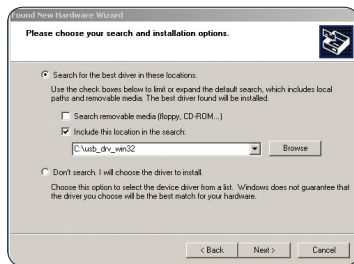 Found New Hardware Wizard
Please choose your search and installation options.
Search for the best driver in these locations.
Use the check boxes below to limit or expand the default search, which includes local
paths and removable media. The best driver found will be installed.
Search removable media (floppy, CD-ROM...)
Include this location in the search:
C:\usb_drv_win32
Browse
Don't search. I will choose the driver to install.
Choose this option to select the device driver from a list. Windows does not guarantee that
the driver you choose will be the best match for your hardware.
< Back Next > Cancel